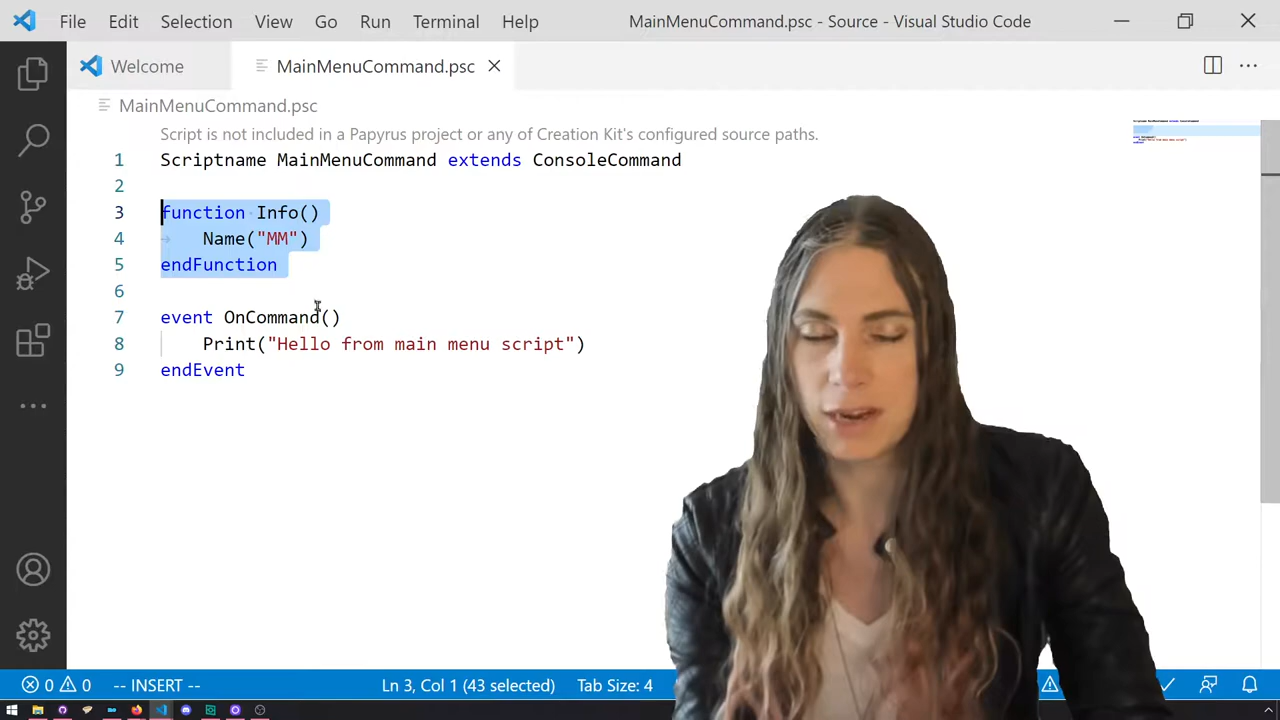 File Edit Selection View Go Run Terminal Help MainMenuCommand.psc - Source - Visual Studio Code
Welcome MainMenuCommand.psc
MainMenuCommand.psc
Script is not included in a Papyrus project or any of Creation Kit's configured source paths.
1 Scriptname MainMenuCommand extends ConsoleCommand
2
3 function Info()
4 Name("MM")
5 endFunction
6
7 event OnCommand()
8 Print("Hello from main menu script")
9 endEvent
0 0 -- INSERT -- Ln 3, Col 1 (43 selected) Tab Size: 4